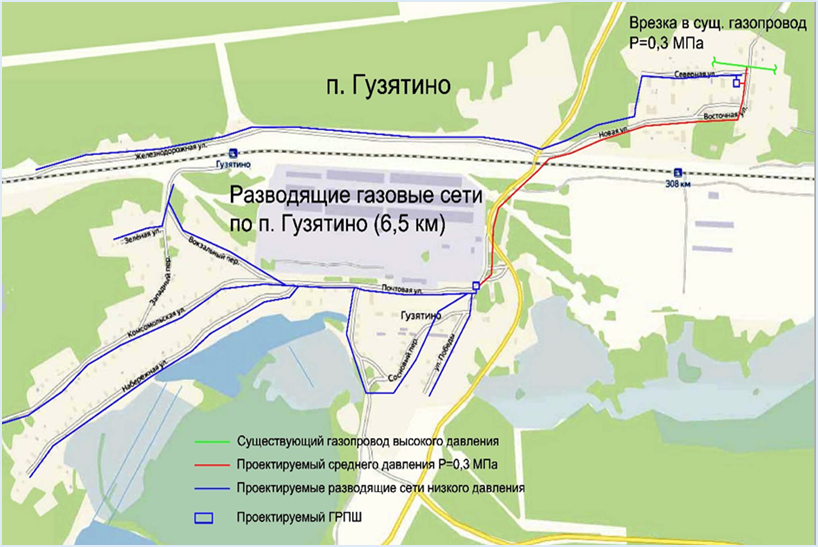 Врезка в сущ. газопровод
P=0,3 МПа
п. Гузятино
Северная ул.
Восточная ул.
Новая ул.
Железнодорожная ул.
Гузятино
308 км
Разводящие газовые сети
по п. Гузятино (6,5 км)
Зелёная ул.
Вокзальный пер.
Западный пер.
Почтовая ул.
Комсомольская ул.
Гузятино
Набережная ул.
Сосновый пер.
ул. Победы
Существующий газопровод высокого давления
Проектируемый среднего давления P=0,3 МПа
Проектируемые разводящие сети низкого давления
Проектируемый ГРПШ